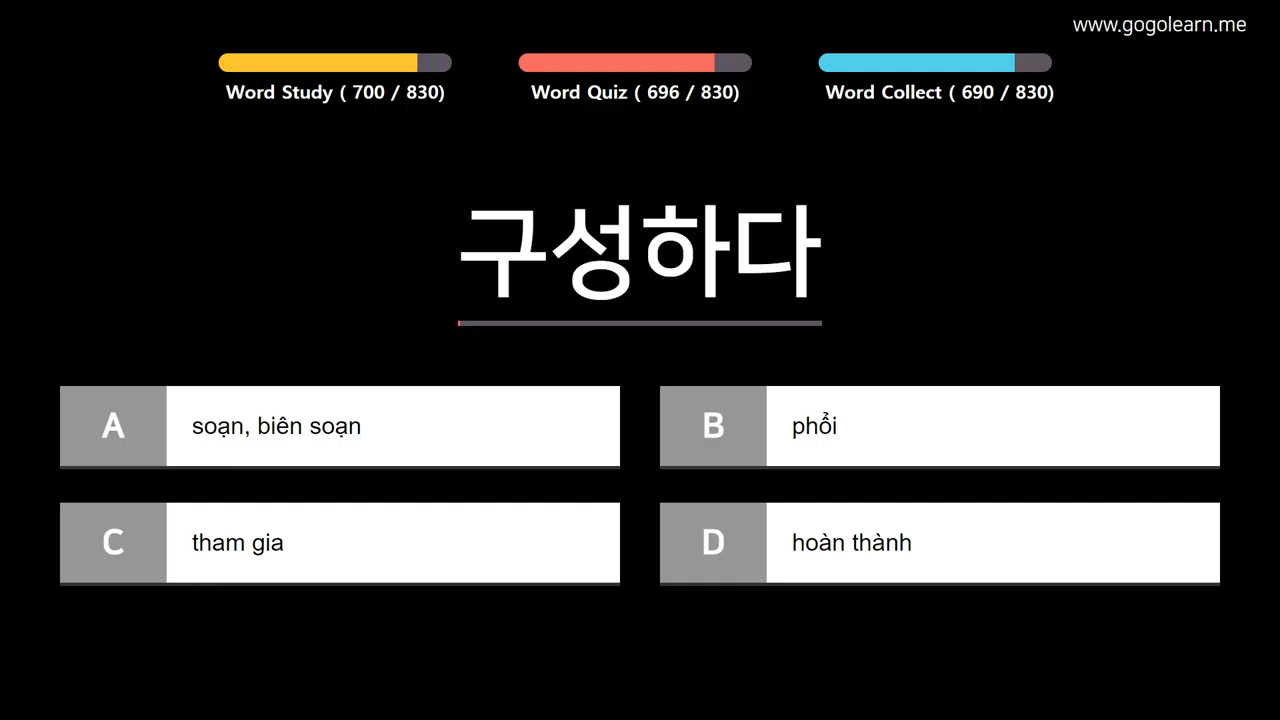 www.gogolearn.me
Word Study ( 700 / 830)
Word Quiz ( 696 / 830)
Word Collect ( 690 / 830)
구성하다
A
soạn, biên soạn
B
phổi
C
tham gia
D
hoàn thành